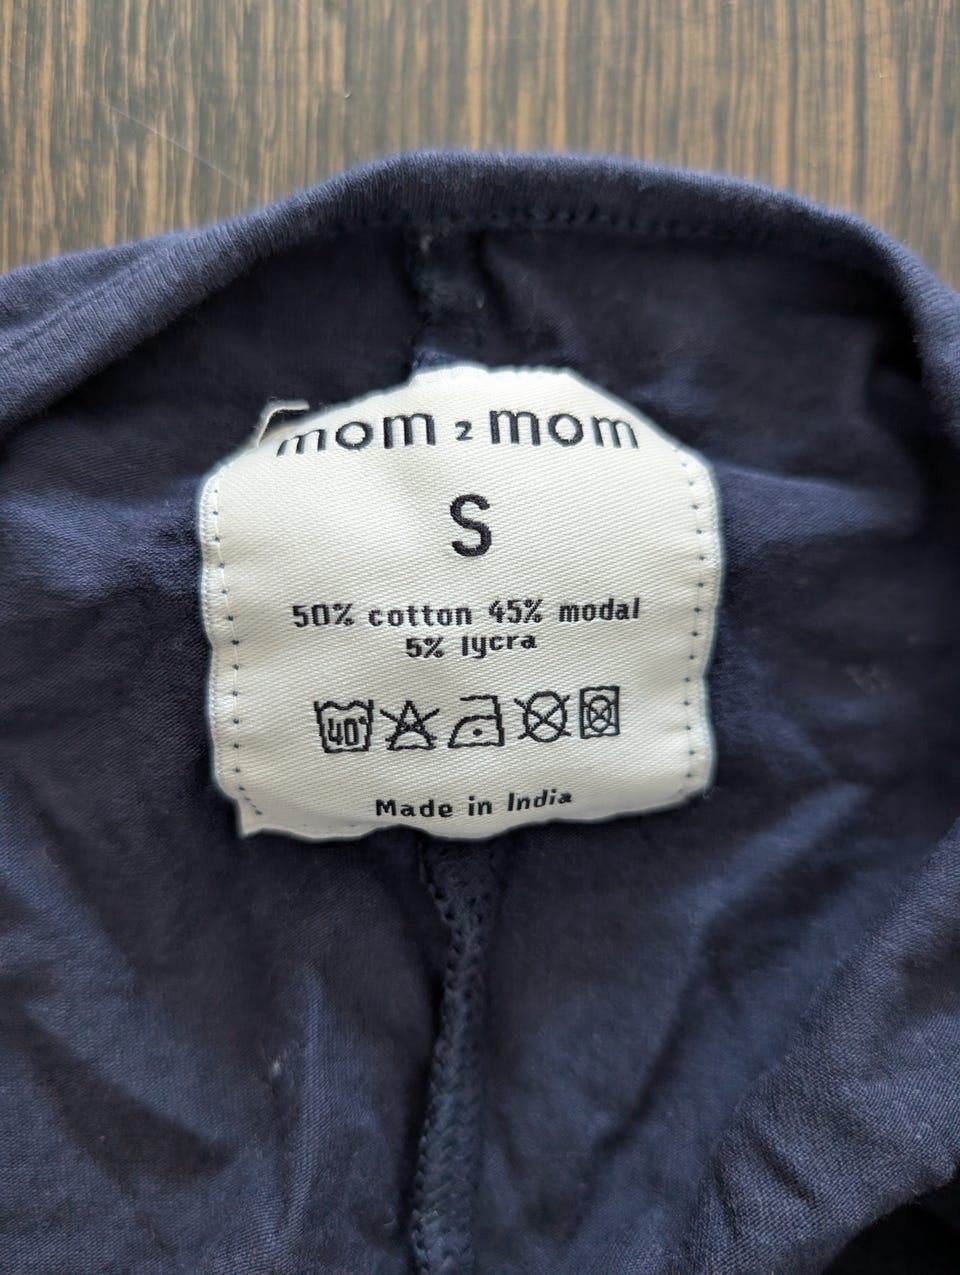 mom 2 mom
S
50% cotton 45% modal
5% lycra
40°
Made in India